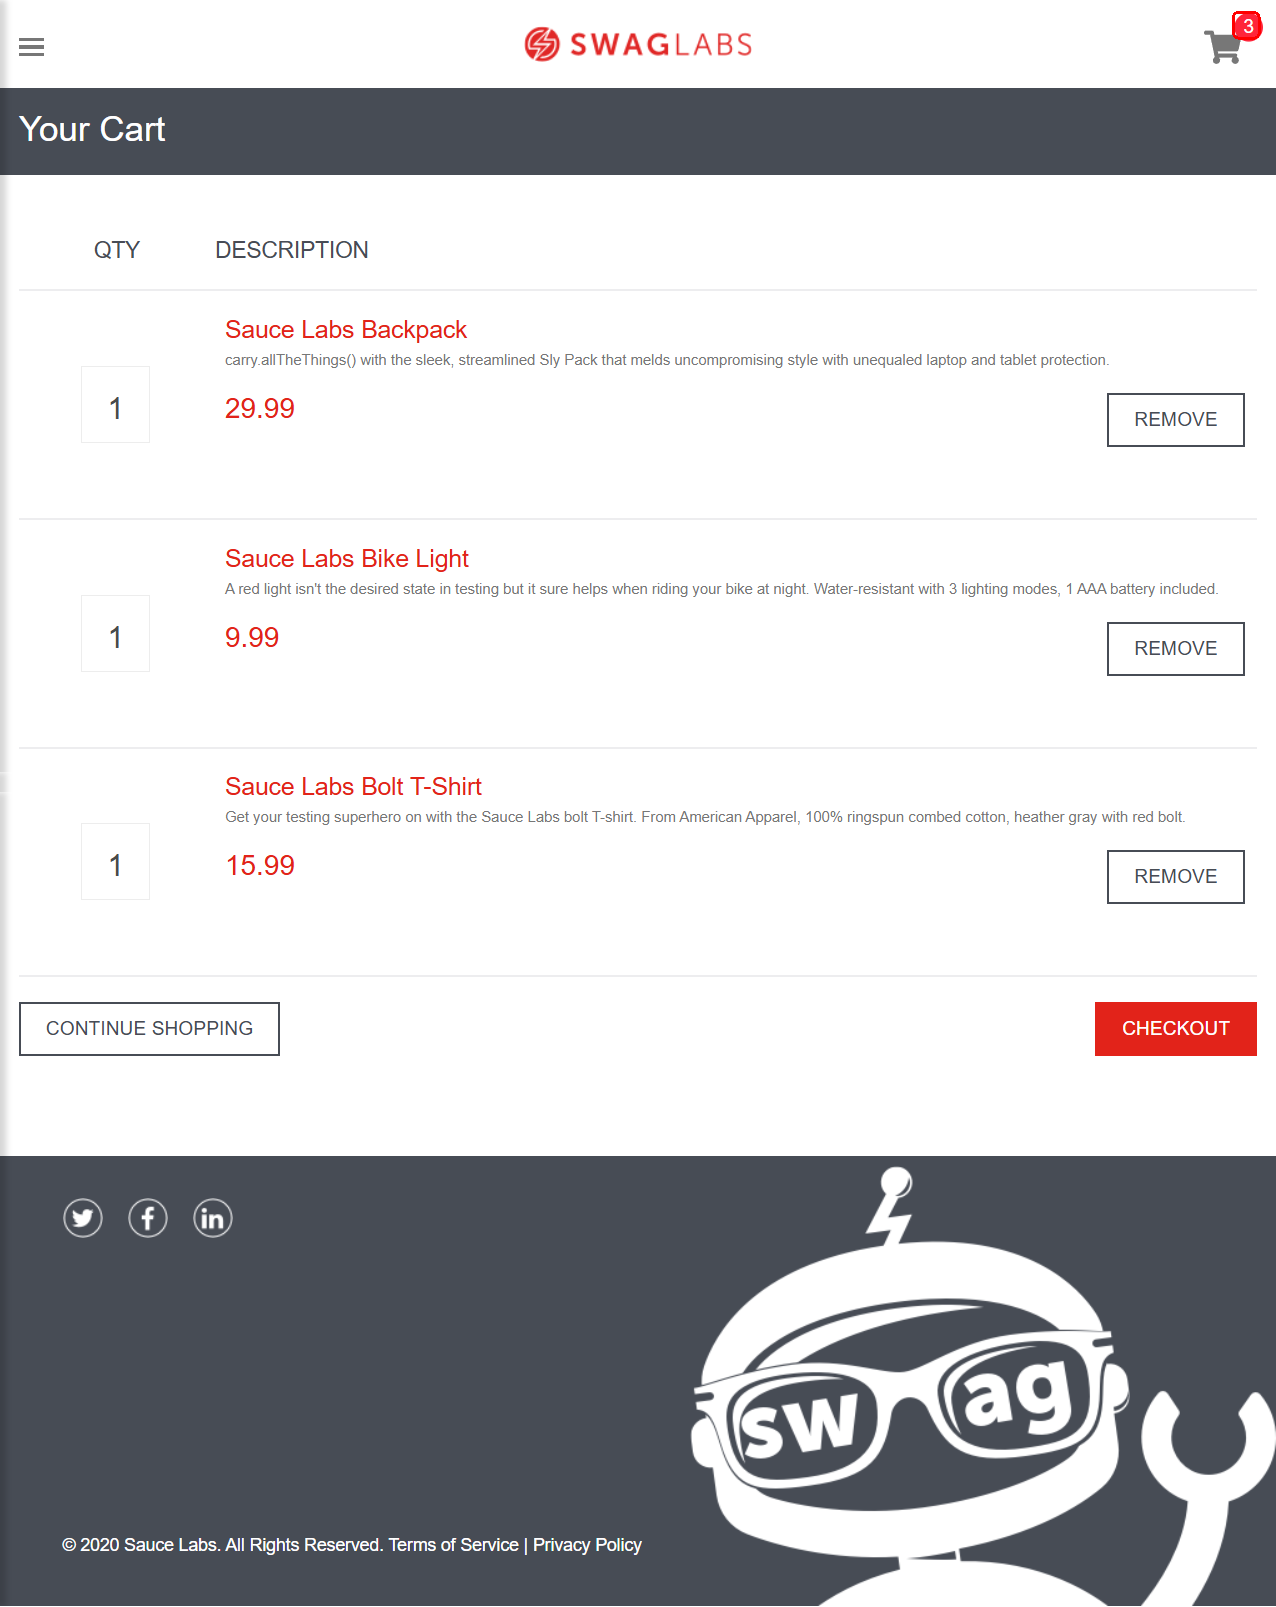 SWAGLABS
3
Your Cart
QTY DESCRIPTION
Sauce Labs Backpack
carry.allTheThings() with the sleek, streamlined Sly Pack that melds uncompromising style with unequaled laptop and tablet protection.
1
29.99
REMOVE
Sauce Labs Bike Light
A red light isn't the desired state in testing but it sure helps when riding your bike at night. Water-resistant with 3 lighting modes, 1 AAA battery included.
1
9.99
REMOVE
Sauce Labs Bolt T-Shirt
Get your testing superhero on with the Sauce Labs bolt T-shirt. From American Apparel, 100% ringspun combed cotton, heather gray with red bolt.
1
15.99
REMOVE
CONTINUE SHOPPING
CHECKOUT
f in
sw ag
© 2020 Sauce Labs. All Rights Reserved. Terms of Service | Privacy Policy